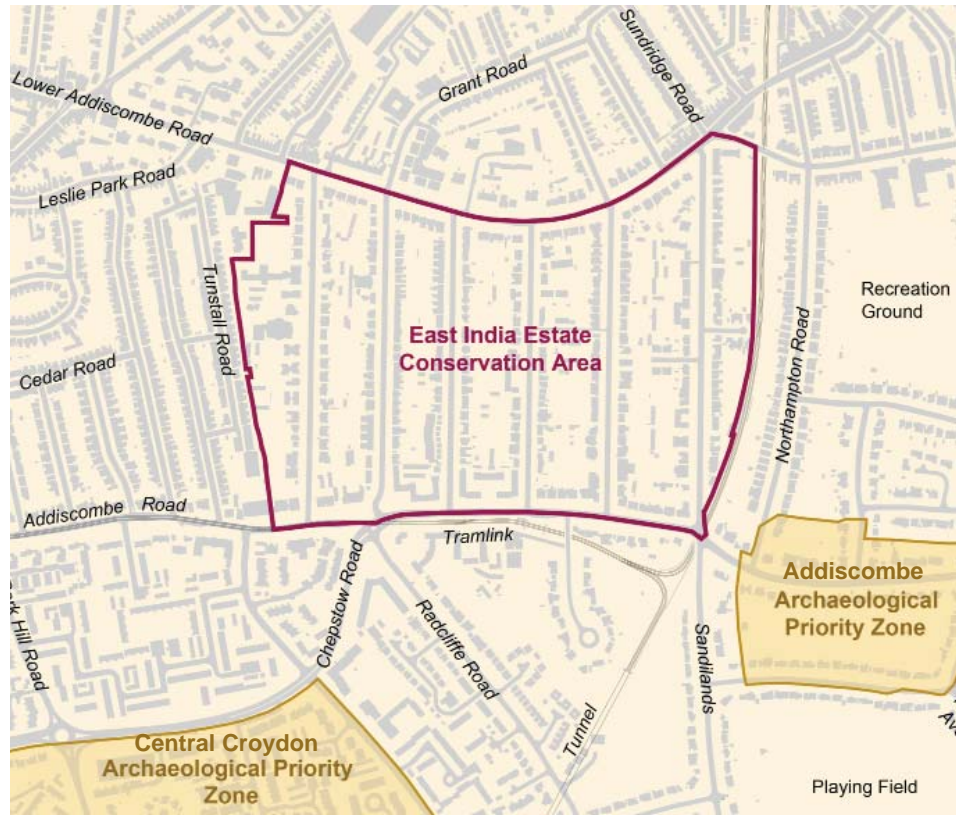 Sundridge Road
Grant Road
Lower Addiscombe Road
Leslie Park Road
Tunstall Road
Recreation
Ground
East India Estate
Conservation Area
Cedar Road
Northampton Road
Addiscombe Road
Tramlink
Addiscombe
Archaeological
Priority Zone
Chepstow Road
Radcliffe Road
Hill Road
Sandilands
Tunnel
Central Croydon
Archaeological Priority
Zone
Playing Field